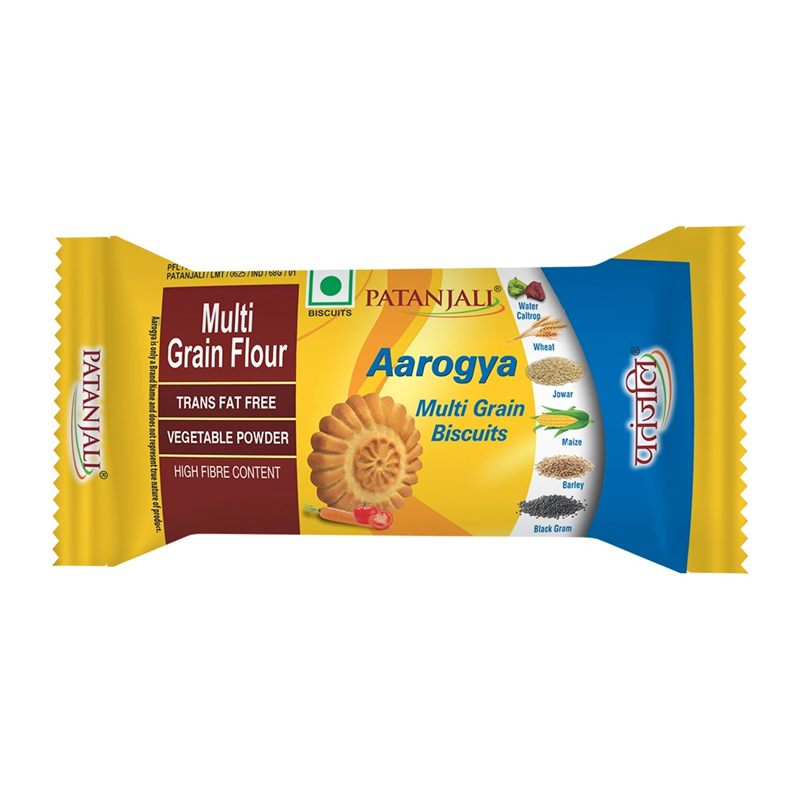 PATANJALI / LMT / 0625 / IND / 68G / 01
Multi
Grain Flour
TRANS FAT FREE
VEGETABLE POWDER
HIGH FIBRE CONTENT
Aarogya is only a Brand Name and does not represent true nature of product.
PATANJALI®
BISCUITS
PATANJALI®
Aarogya
Multi Grain
Biscuits
Water
Caltrop
Wheat
Jowar
Maize
Barley
Black Gram
पतंजलि®